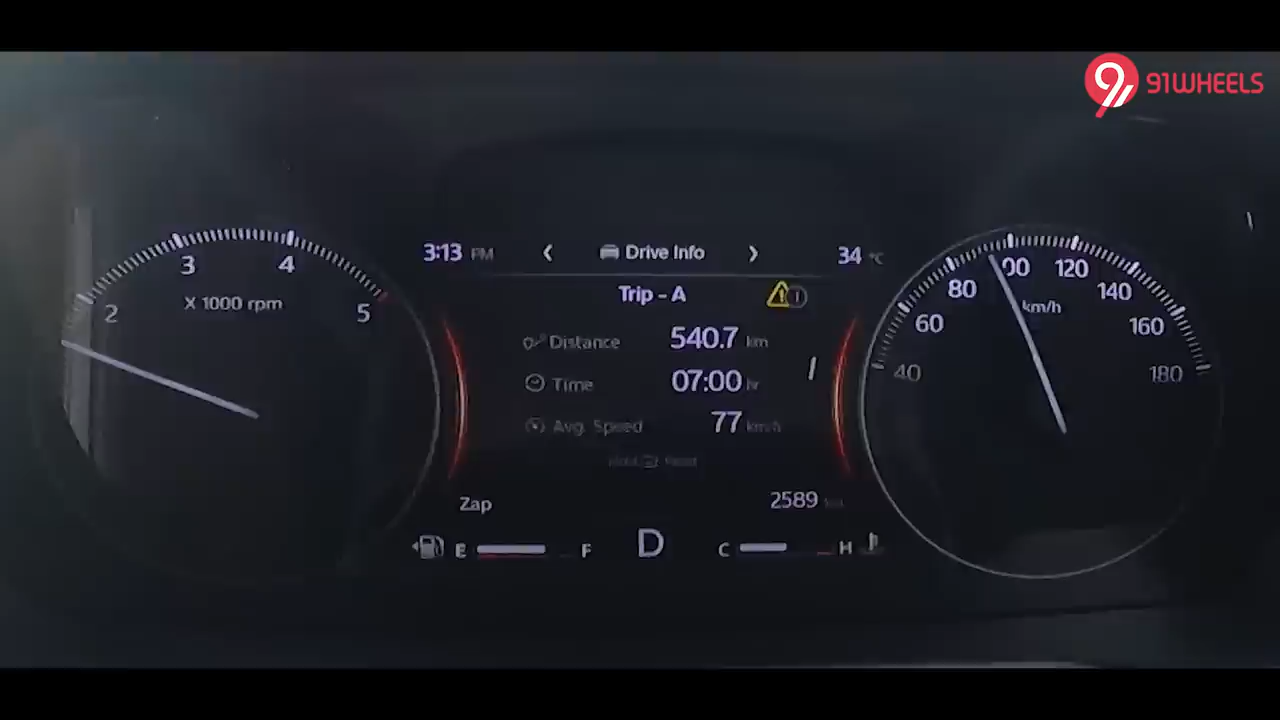 91WHEELS
3:13 PM
Drive Info
34 °C
Trip - A
Distance 540.7 km
Time 07:00 hr
Avg. Speed 77 km/h
Zap
2589
E F
D
C H
2 3 4 5
X 1000 rpm
40 60 80 00 120 140 160 180
km/h